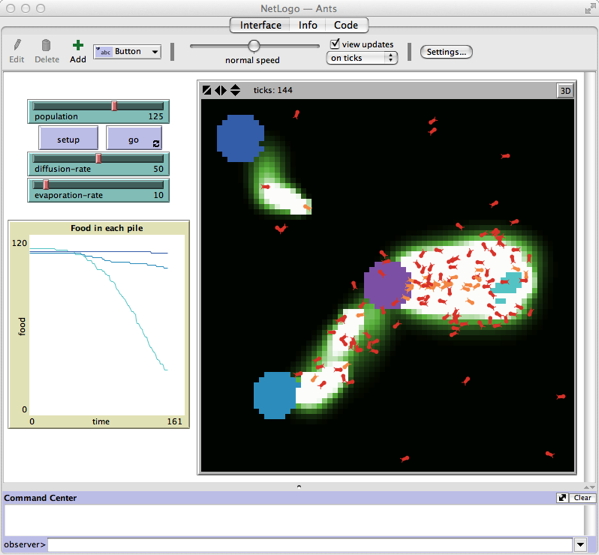 NetLogo — Ants
Interface Info Code
Edit Delete Add abc Button normal speed view updates on ticks Settings...
ticks: 144 3D
population 125
setup go
diffusion-rate 50
evaporation-rate 10
Food in each pile
120
food
0
0 time 161
Command Center Clear
observer>